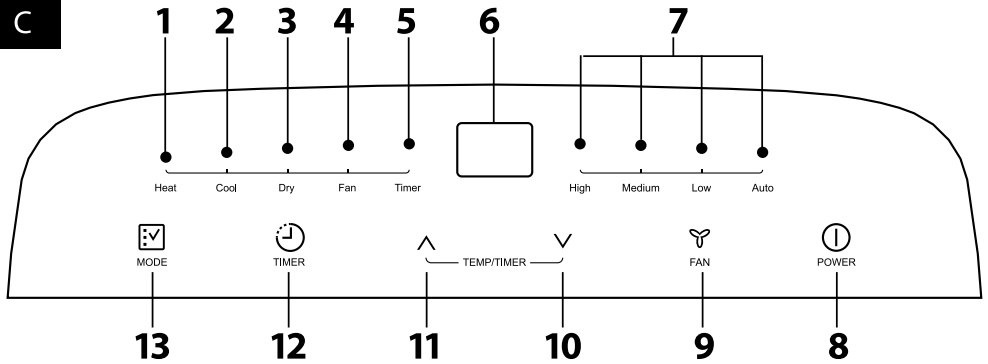 C
1 2 3 4 5 6 7
Heat Cool Dry Fan Timer High Medium Low Auto
MODE TIMER TEMP/TIMER FAN POWER
13 12 11 10 9 8